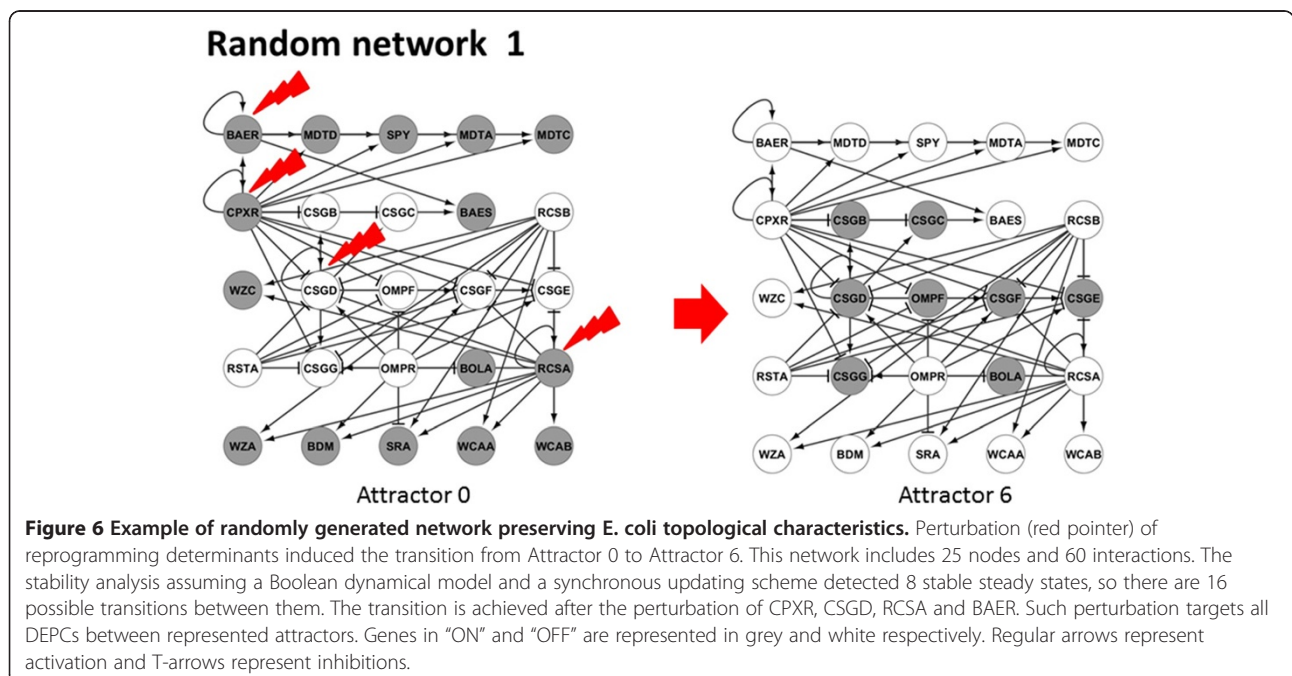 Random network 1
BAER MDTD SPY MDTA MDTC
CPXR CSGB CSGC BAES RCSB
WZC CSGD OMPF CSGF CSGE
RSTA CSGG OMPR BOLA RCSA
WZA BDM SRA WCAA WCAB
Attractor 0
BAER MDTD SPY MDTA MDTC
CPXR CSGB CSGC BAES RCSB
WZC CSGD OMPF CSGF CSGE
RSTA CSGG OMPR BOLA RCSA
WZA BDM SRA WCAA WCAB
Attractor 6
Figure 6 Example of randomly generated network preserving E. coli topological characteristics. Perturbation (red pointer) of
reprogramming determinants induced the transition from Attractor 0 to Attractor 6. This network includes 25 nodes and 60 interactions. The
stability analysis assuming a Boolean dynamical model and a synchronous updating scheme detected 8 stable steady states, so there are 16
possible transitions between them. The transition is achieved after the perturbation of CPXR, CSGD, RCSA and BAER. Such perturbation targets all
DEPCs between represented attractors. Genes in “ON” and “OFF” are represented in grey and white respectively. Regular arrows represent
activation and T-arrows represent inhibitions.